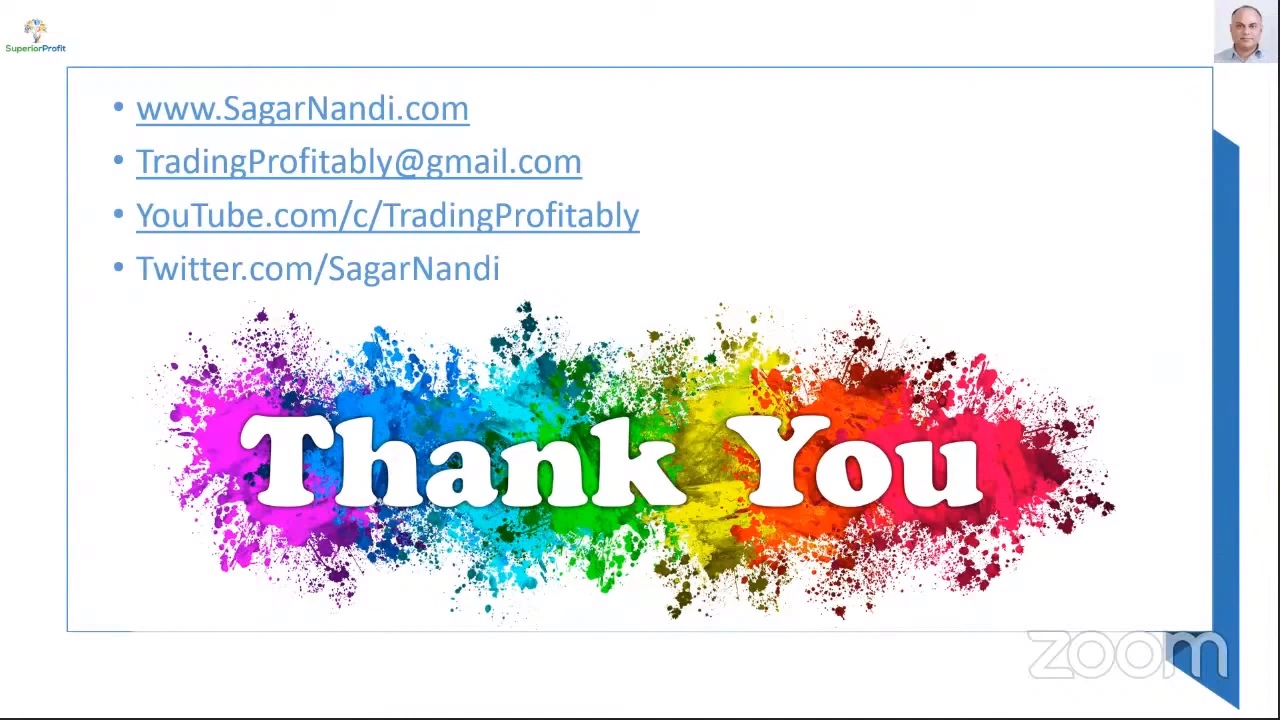 SuperiorProfit
• www.SagarNandi.com
• TradingProfitably@gmail.com
• YouTube.com/c/TradingProfitably
• Twitter.com/SagarNandi
Thank You
zoom